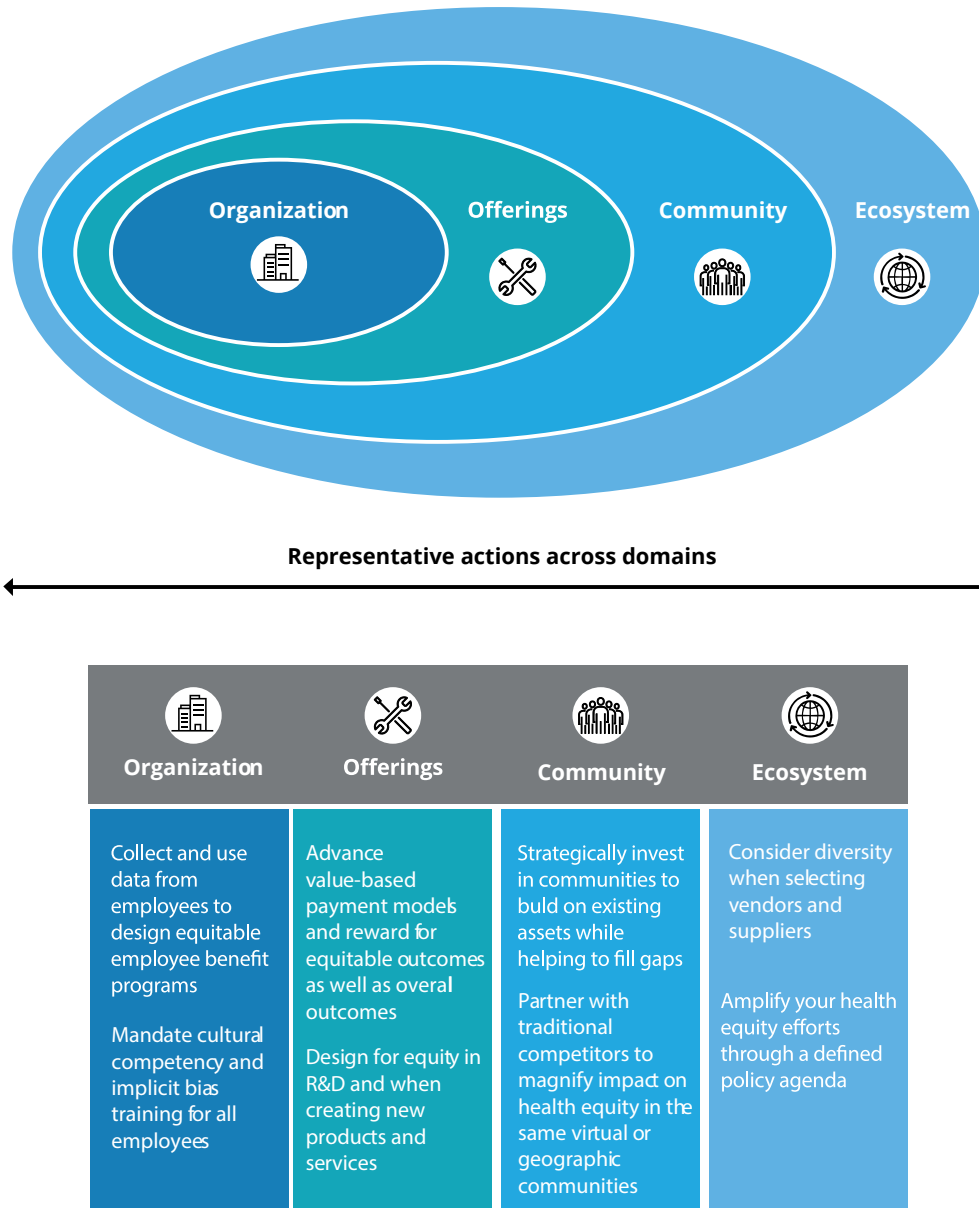 Organization
Offerings
Community
Ecosystem
Representative actions across domains
Organization
Offerings
Community
Ecosystem
Collect and use
data from
employees to
design equitable
employee benefit
programs
Mandate cultural
competency and
implicit bias
training for all
employees
Advance
value-based
payment models
and reward for
equitable outcomes
as well as overal
outcomes
Design for equity in
R&D and when
creating new
products and
services
Strategically invest
in communities to
buld on existing
assets while
helping to fill gaps
Partner with
traditional
competitors to
magnify impact on
health equity in the
same virtual or
geographic
communities
Consider diversity
when selecting
vendors and
suppliers
Amplify your health
equity efforts
through a defined
policy agenda